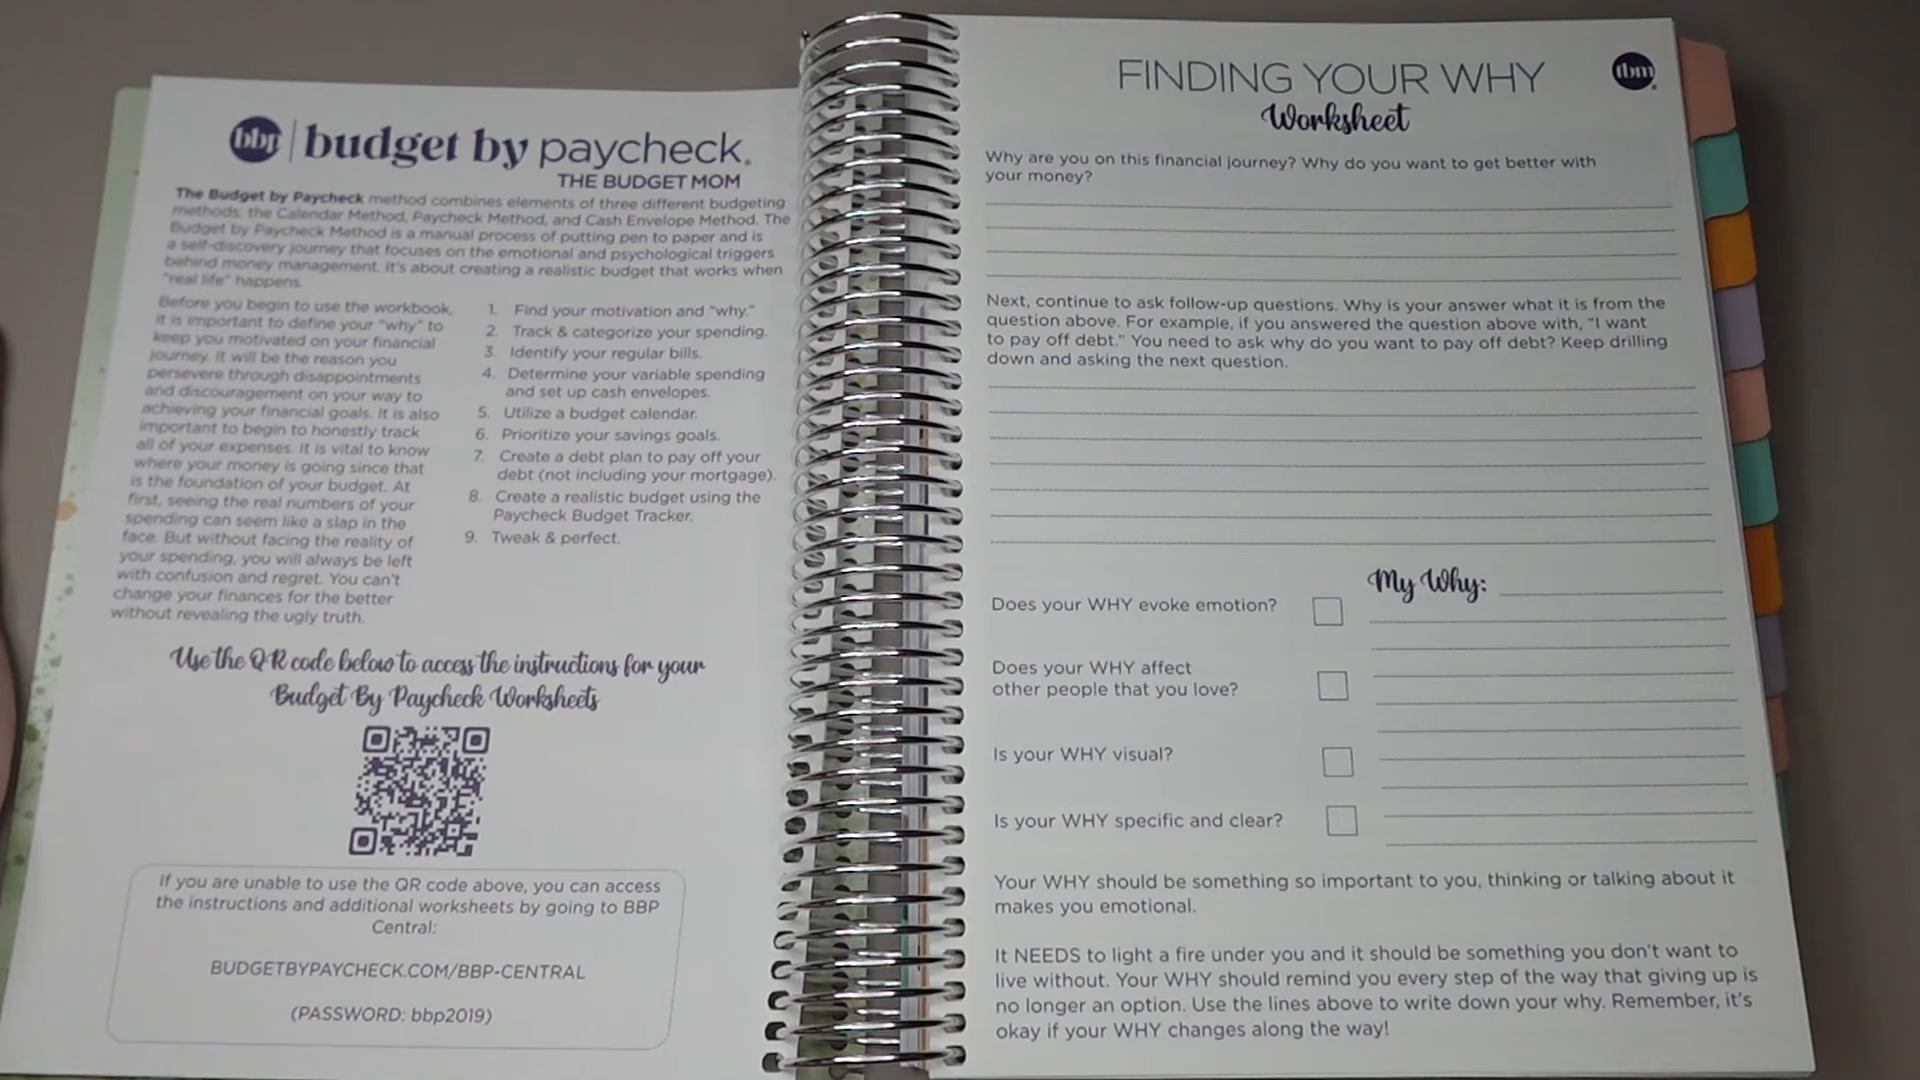 bbp | budget by paycheck.
THE BUDGET MOM
The Budget by Paycheck method combines elements of three different budgeting
methods: the Calendar Method, Paycheck Method, and Cash Envelope Method. The
Budget by Paycheck Method is a manual process of putting pen to paper and is
a self-discovery journey that focuses on the emotional and psychological triggers
behind money management. It's about creating a realistic budget that works when
"real life" happens.
Before you begin to use the workbook,
it is important to define your "why" to
keep you motivated on your financial
journey. It will be the reason you
persevere through disappointments
and discouragement on your way to
achieving your financial goals. It is also
important to begin to honestly track
all of your expenses. It is vital to know
where your money is going since that
is the foundation of your budget. At
first, seeing the real numbers of your
spending can seem like a slap in the
face. But without facing the reality of
your spending, you will always be left
with confusion and regret. You can't
change your finances for the better
without revealing the ugly truth.
1. Find your motivation and "why."
2. Track & categorize your spending.
3. Identify your regular bills.
4. Determine your variable spending
and set up cash envelopes.
5. Utilize a budget calendar.
6. Prioritize your savings goals.
7. Create a debt plan to pay off your
debt (not including your mortgage).
8. Create a realistic budget using the
Paycheck Budget Tracker.
9. Tweak & perfect.
Use the QR code below to access the instructions for your
Budget By Paycheck Worksheets
If you are unable to use the QR code above, you can access
the instructions and additional worksheets by going to BBP
Central:
BUDGETBYPAYCHECK.COM/BBP-CENTRAL
(PASSWORD: bbp2019)
FINDING YOUR WHY
tbm
Worksheet
Why are you on this financial journey? Why do you want to get better with
your money?
Next, continue to ask follow-up questions. Why is your answer what it is from the
question above. For example, if you answered the question above with, "I want
to pay off debt." You need to ask why do you want to pay off debt? Keep drilling
down and asking the next question.
My Why:
Does your WHY evoke emotion?
Does your WHY affect
other people that you love?
Is your WHY visual?
Is your WHY specific and clear?
Your WHY should be something so important to you, thinking or talking about it
makes you emotional.
It NEEDS to light a fire under you and it should be something you don't want to
live without. Your WHY should remind you every step of the way that giving up is
no longer an option. Use the lines above to write down your why. Remember, it's
okay if your WHY changes along the way!